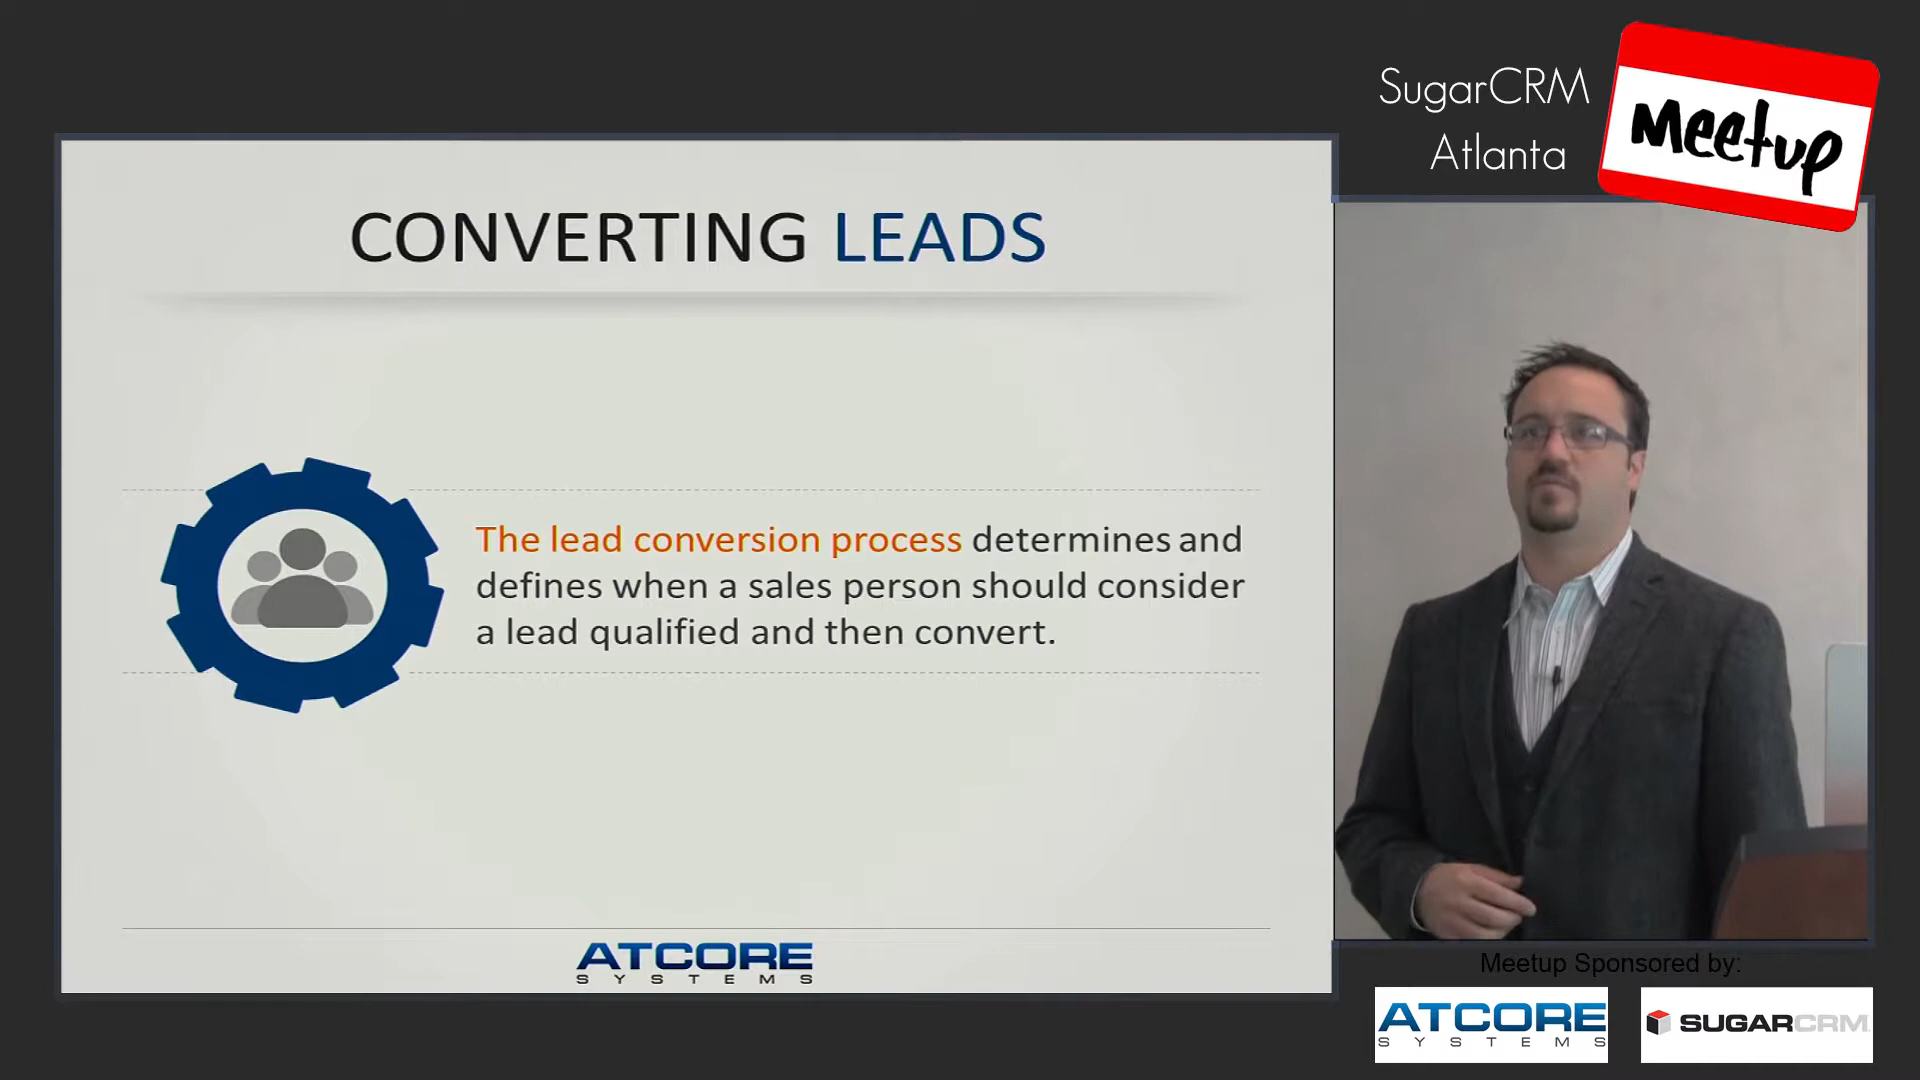 SugarCRM
Atlanta
Meetup
CONVERTING LEADS
The lead conversion process determines and
defines when a sales person should consider
a lead qualified and then convert.
ATCORE
SYSTEMS
Meetup Sponsored by:
ATCORE
SYSTEMS
SUGARCRM